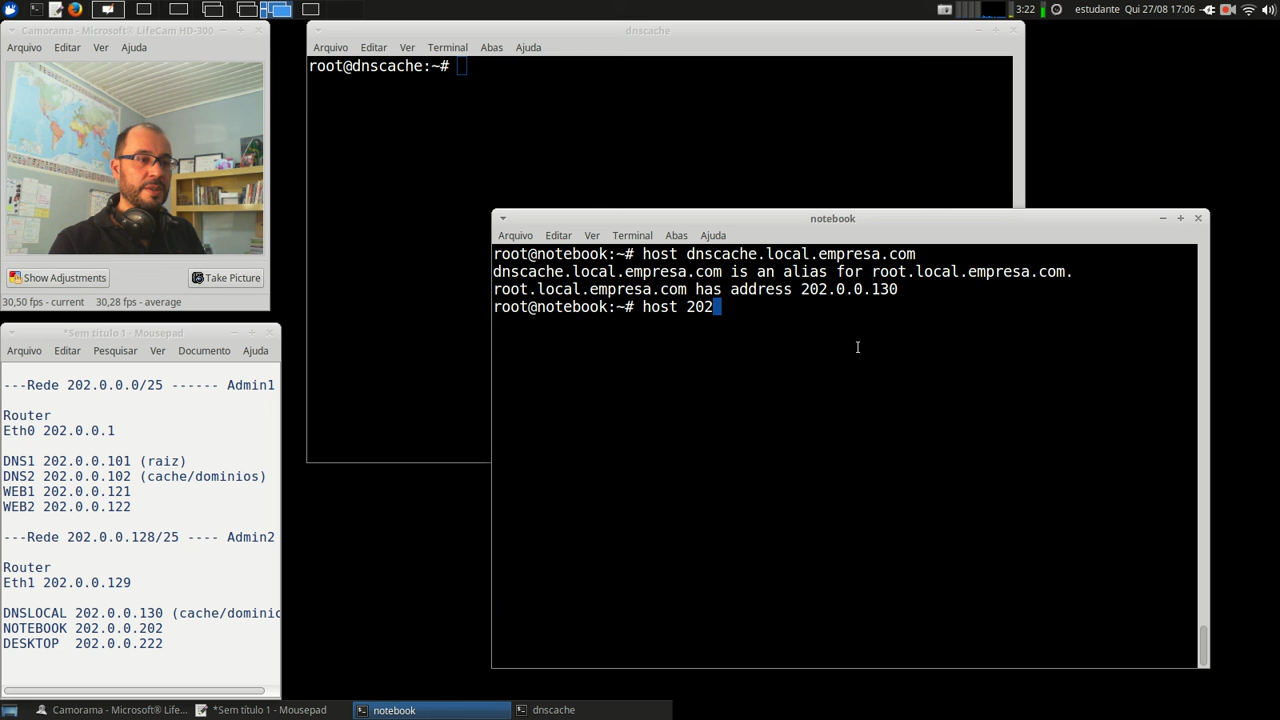 3:22
estudante Qui 27/08 17:06
Camorama - Microsoft® LifeCam HD-300
Arquivo Editar Ver Ajuda
Show Adjustments
Take Picture
30,50 fps - current 30,28 fps - average
dnscache
Arquivo Editar Ver Terminal Abas Ajuda
root@dnscache:~#
notebook
Arquivo Editar Ver Terminal Abas Ajuda
root@notebook:~# host dnscache.local.empresa.com
dnscache.local.empresa.com is an alias for root.local.empresa.com.
root.local.empresa.com has address 202.0.0.130
root@notebook:~# host 202
*Sem título 1 - Mousepad
Arquivo Editar Pesquisar Ver Documento Ajuda
---Rede 202.0.0.0/25 ------ Admin1
Router
Eth0 202.0.0.1
DNS1 202.0.0.101 (raiz)
DNS2 202.0.0.102 (cache/dominios)
WEB1 202.0.0.121
WEB2 202.0.0.122
---Rede 202.0.0.128/25 ---- Admin2
Router
Eth1 202.0.0.129
DNSLOCAL 202.0.0.130 (cache/dominic
NOTEBOOK 202.0.0.202
DESKTOP 202.0.0.222
Camorama - Microsoft® Life...
*Sem título 1 - Mousepad
notebook
dnscache